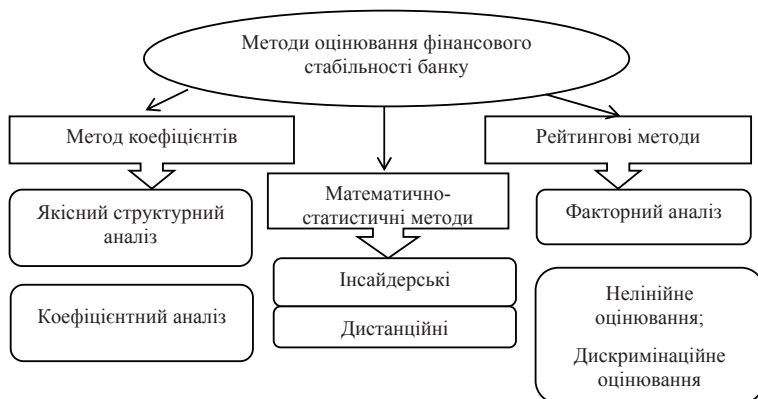 Методи оцінювання фінансового
стабільності банку
Метод коефіцієнтів
Рейтингові методи
Математично-
статистичні методи
Якісний структурний
аналіз
Факторний аналіз
Інсайдерські
Коефіцієнтний аналіз
Дистанційні
Нелінійне
оцінювання;
Дискримінаційне
оцінювання